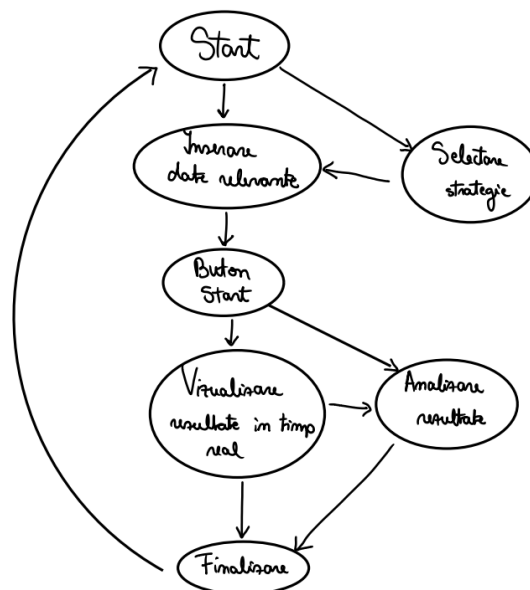 Start
Inserare
date relevante
Selectare
strategie
Buton
Start
Vizualizare
rezultate in timp
real
Analizare
rezultate
Finalizare